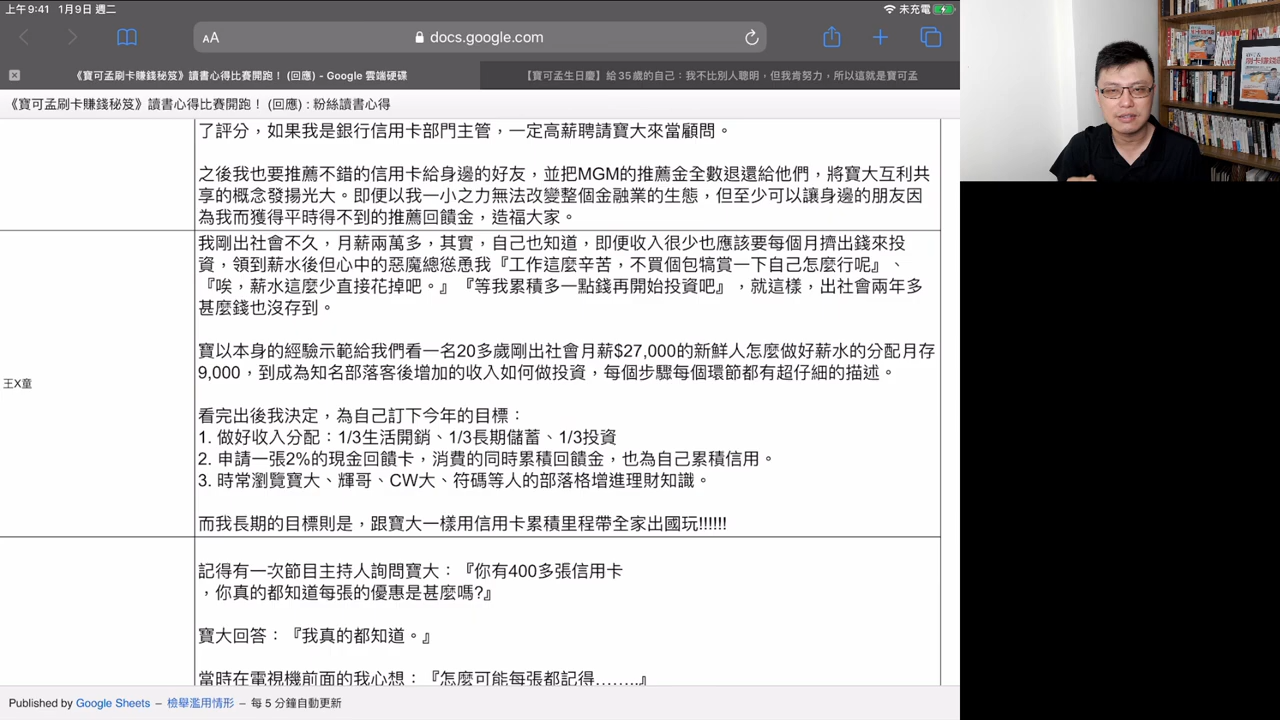 上午9:41 1月9日 週二
未充電
AA
docs.google.com
《寶可孟刷卡賺錢秘笈》讀書心得比賽開跑！ (回應) - Google 雲端硬碟
【寶可孟生日慶】給35歲的自己：我不比別人聰明，但我肯努力，所以這就是寶可孟
《寶可孟刷卡賺錢秘笈》讀書心得比賽開跑！ (回應) : 粉絲讀書心得
了評分，如果我是銀行信用卡部門主管，一定高薪聘請寶大來當顧問。
之後我也要推薦不錯的信用卡給身邊的好友，並把MGM的推薦金全數退還給他們，將寶大互利共
享的概念發揚光大。即便以我一小之力無法改變整個金融業的生態，但至少可以讓身邊的朋友因
為我而獲得平時得不到的推薦回饋金，造福大家。
王X童
我剛出社會不久，月薪兩萬多，其實，自己也知道，即便收入很少也應該要每個月擠出錢來投
資，領到薪水後但心中的惡魔總慫恿我『工作這麼辛苦，不買個包犒賞一下自己怎麼行呢』、
『唉，薪水這麼少直接花掉吧。』『等我累積多一點錢再開始投資吧』，就這樣，出社會兩年多
甚麼錢也沒存到。
寶以本身的經驗示範給我們看一名20多歲剛出社會月薪$27,000的新鮮人怎麼做好薪水的分配月存
9,000，到成為知名部落客後增加的收入如何做投資，每個步驟每個環節都有超仔細的描述。
看完出後我決定，為自己訂下今年的目標：
1. 做好收入分配：1/3生活開銷、1/3長期儲蓄、1/3投資
2. 申請一張2%的現金回饋卡，消費的同時累積回饋金，也為自己累積信用。
3. 時常瀏覽寶大、輝哥、CW大、符碼等人的部落格增進理財知識。
而我長期的目標則是，跟寶大一樣用信用卡累積里程帶全家出國玩!!!!!!
記得有一次節目主持人詢問寶大：『你有400多張信用卡
，你真的都知道每張的優惠是甚麼嗎?』
寶大回答：『我真的都知道。』
當時在電視機前面的我心想：『怎麼可能每張都記得……..』
Published by Google Sheets – 檢舉濫用情形 – 每 5 分鐘自動更新